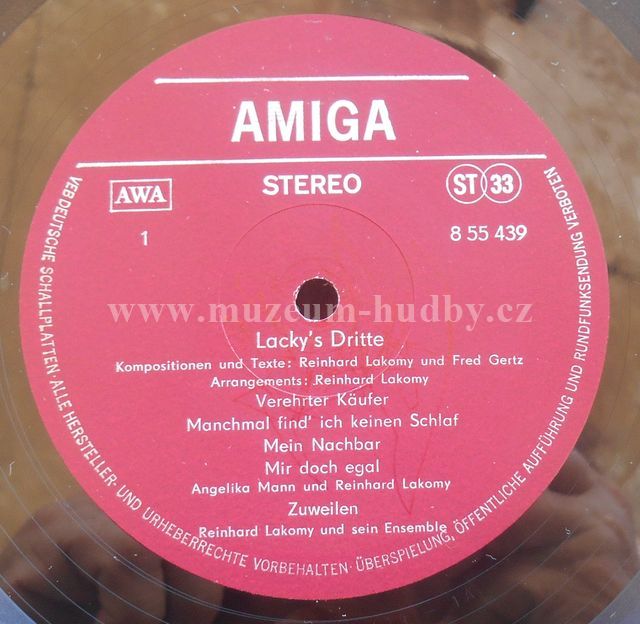 AMIGA
AWA
STEREO
ST 33
1
8 55 439
www.muzeum-hudby.cz
Lacky's Dritte
Kompositionen und Texte: Reinhard Lakomy und Fred Gertz
Arrangements: Reinhard Lakomy
Verehrter Käufer
Manchmal find' ich keinen Schlaf
Mein Nachbar
Mir doch egal
Angelika Mann und Reinhard Lakomy
Zuweilen
Reinhard Lakomy und sein Ensemble
VEB DEUTSCHE SCHALLPLATTEN · ALLE HERSTELLER- UND URHEBERRECHTE VORBEHALTEN · ÜBERSPIELUNG, ÖFFENTLICHE AUFFÜHRUNG UND RUNDFUNKSENDUNG VERBOTEN